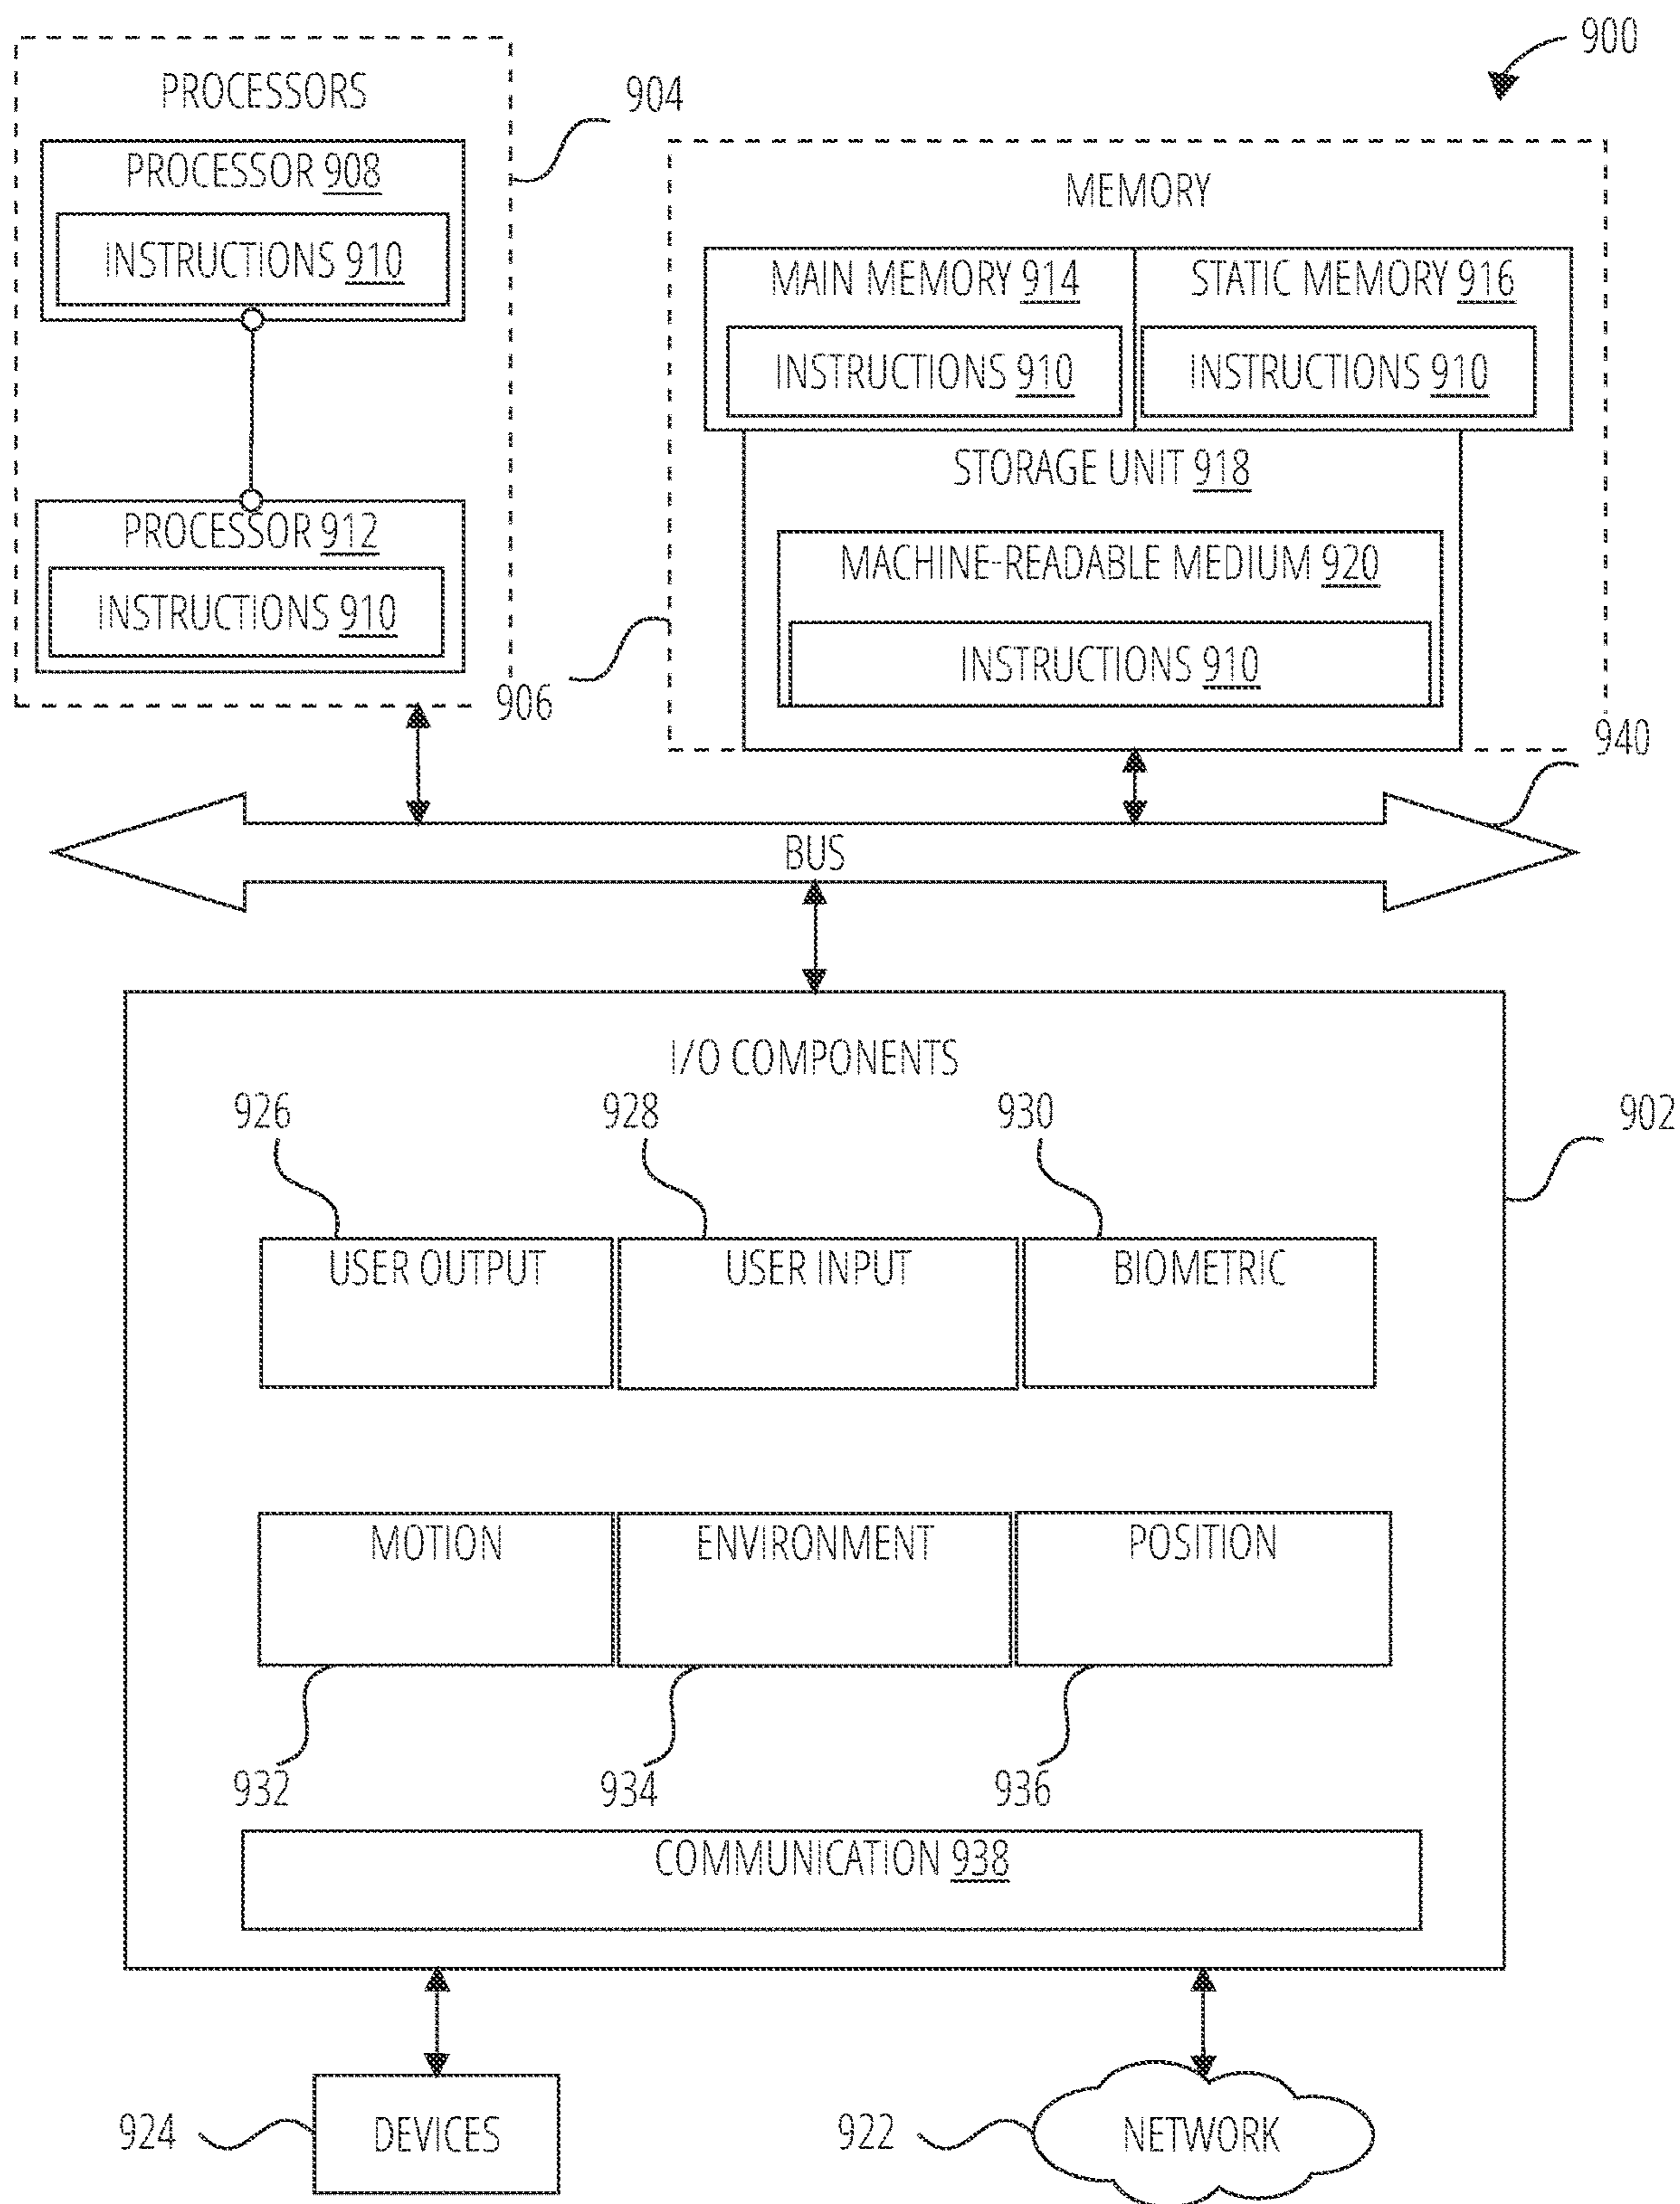 900
PROCESSORS
904
PROCESSOR 908
INSTRUCTIONS 910
PROCESSOR 912
INSTRUCTIONS 910
MEMORY
MAIN MEMORY 914
STATIC MEMORY 916
INSTRUCTIONS 910
INSTRUCTIONS 910
STORAGE UNIT 918
MACHINE-READABLE MEDIUM 920
INSTRUCTIONS 910
906
940
BUS
I/O COMPONENTS
926
928
930
902
USER OUTPUT
USER INPUT
BIOMETRIC
MOTION
ENVIRONMENT
POSITION
932
934
936
COMMUNICATION 938
924
DEVICES
922
NETWORK